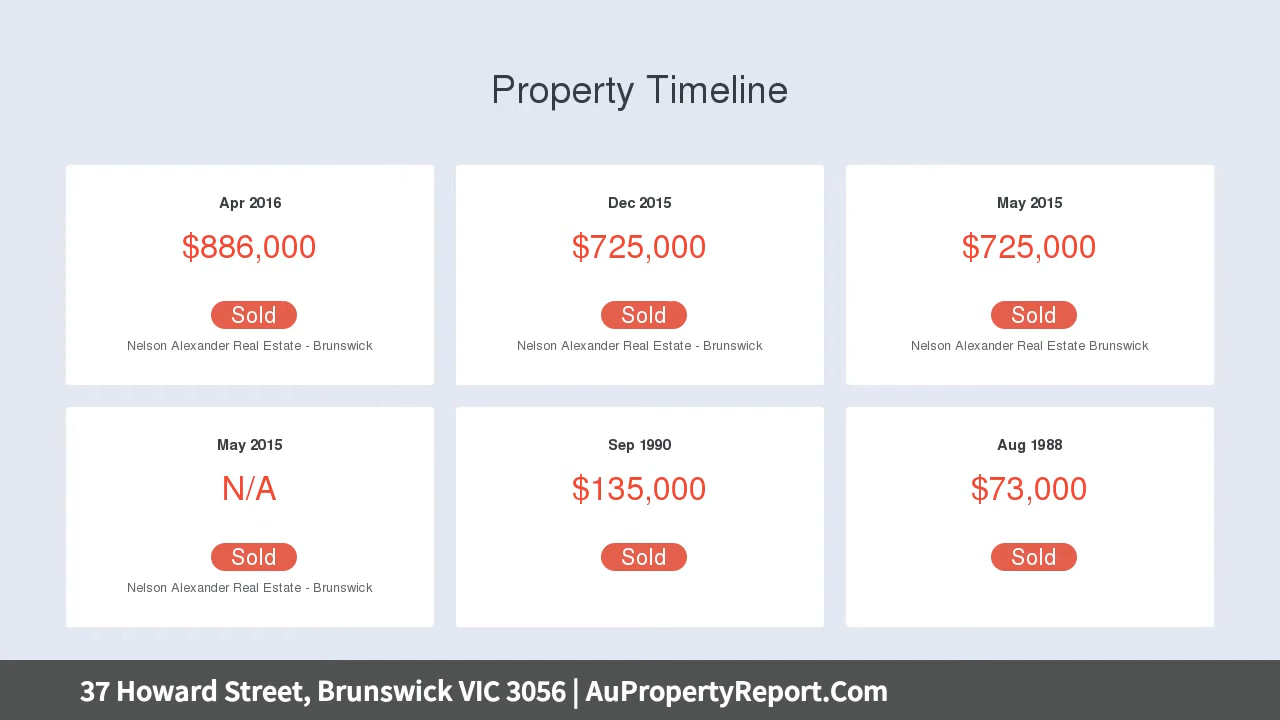 Property Timeline
Apr 2016
$886,000
Sold
Nelson Alexander Real Estate - Brunswick
Dec 2015
$725,000
Sold
Nelson Alexander Real Estate - Brunswick
May 2015
$725,000
Sold
Nelson Alexander Real Estate Brunswick
May 2015
N/A
Sold
Nelson Alexander Real Estate - Brunswick
Sep 1990
$135,000
Sold
Aug 1988
$73,000
Sold
37 Howard Street, Brunswick VIC 3056 | AuPropertyReport.Com